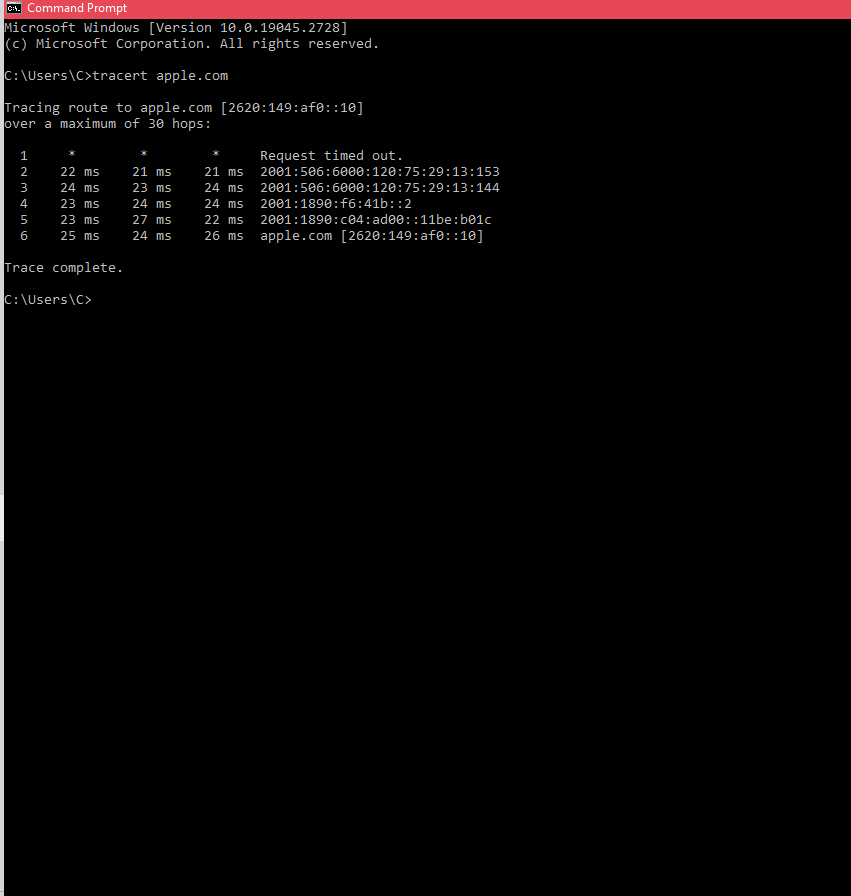 Command Prompt
Microsoft Windows [Version 10.0.19045.2728]
(c) Microsoft Corporation. All rights reserved.
C:\Users\C>tracert apple.com
Tracing route to apple.com [2620:149:af0::10]
over a maximum of 30 hops:
1 * * * Request timed out.
2 22 ms 21 ms 21 ms 2001:506:6000:120:75:29:13:153
3 24 ms 23 ms 24 ms 2001:506:6000:120:75:29:13:144
4 23 ms 24 ms 24 ms 2001:1890:f6:41b::2
5 23 ms 27 ms 22 ms 2001:1890:c04:ad00::11be:b01c
6 25 ms 24 ms 26 ms apple.com [2620:149:af0::10]
Trace complete.
C:\Users\C>